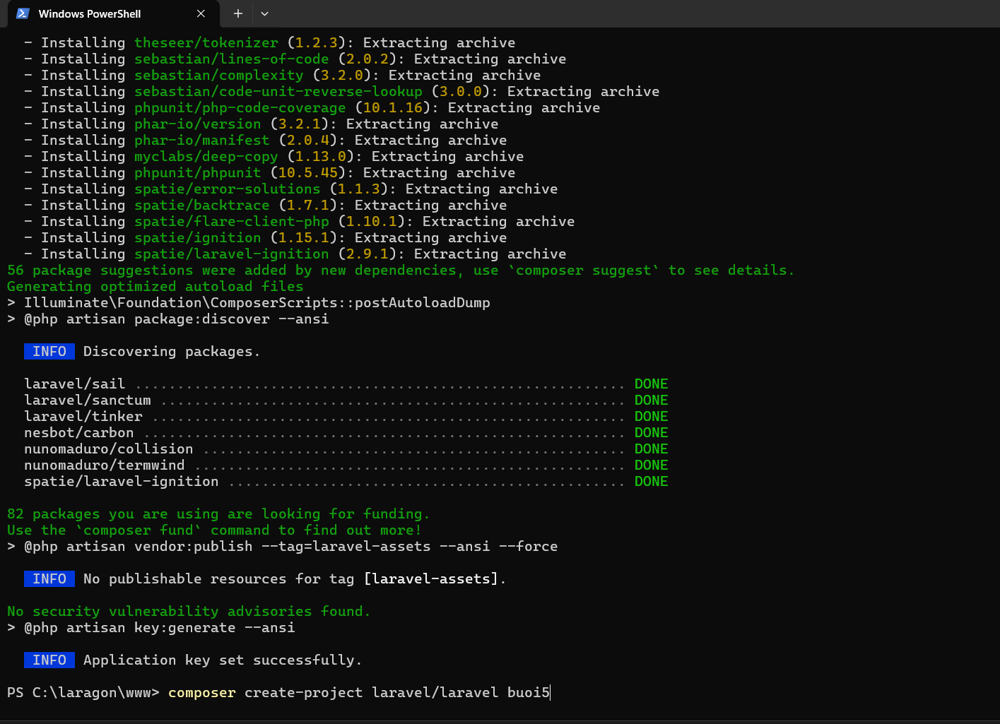 Windows PowerShell
- Installing theseer/tokenizer (1.2.3): Extracting archive
- Installing sebastian/lines-of-code (2.0.2): Extracting archive
- Installing sebastian/complexity (3.2.0): Extracting archive
- Installing sebastian/code-unit-reverse-lookup (3.0.0): Extracting archive
- Installing phpunit/php-code-coverage (10.1.16): Extracting archive
- Installing phar-io/version (3.2.1): Extracting archive
- Installing phar-io/manifest (2.0.4): Extracting archive
- Installing myclabs/deep-copy (1.13.0): Extracting archive
- Installing phpunit/phpunit (10.5.45): Extracting archive
- Installing spatie/error-solutions (1.1.3): Extracting archive
- Installing spatie/backtrace (1.7.1): Extracting archive
- Installing spatie/flare-client-php (1.10.1): Extracting archive
- Installing spatie/ignition (1.15.1): Extracting archive
- Installing spatie/laravel-ignition (2.9.1): Extracting archive
56 package suggestions were added by new dependencies, use `composer suggest` to see details.
Generating optimized autoload files
> Illuminate\Foundation\ComposerScripts::postAutoloadDump
> @php artisan package:discover --ansi
INFO Discovering packages.
laravel/sail .......................................................... DONE
laravel/sanctum ..................................................... DONE
laravel/tinker ........................................................ DONE
nesbot/carbon ......................................................... DONE
nunomaduro/collision .................................................. DONE
nunomaduro/termwind ................................................... DONE
spatie/laravel-ignition ............................................... DONE
82 packages you are using are looking for funding.
Use the `composer fund` command to find out more!
> @php artisan vendor:publish --tag=laravel-assets --ansi --force
INFO No publishable resources for tag [laravel-assets].
No security vulnerability advisories found.
> @php artisan key:generate --ansi
INFO Application key set successfully.
PS C:\laragon\www> composer create-project laravel/laravel buoi5